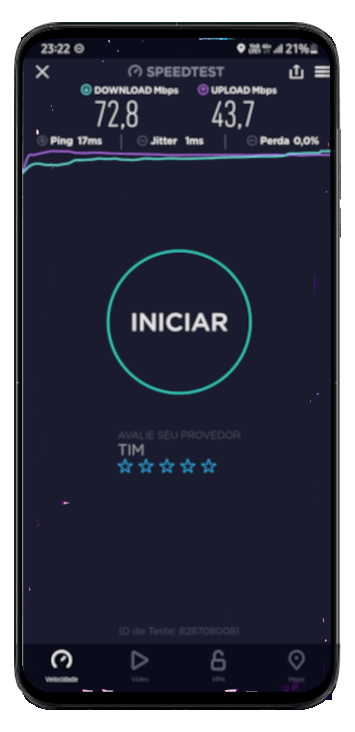 23:22 21%
SPEEDTEST
DOWNLOAD Mbps UPLOAD Mbps
72,8 43,7
Ping 17ms Jitter 1ms Perda 0,0%
INICIAR
AVALIE SEU PROVEDOR
TIM
ID de Teste: 8287080081
Velocidade Vídeo VPN Mapa